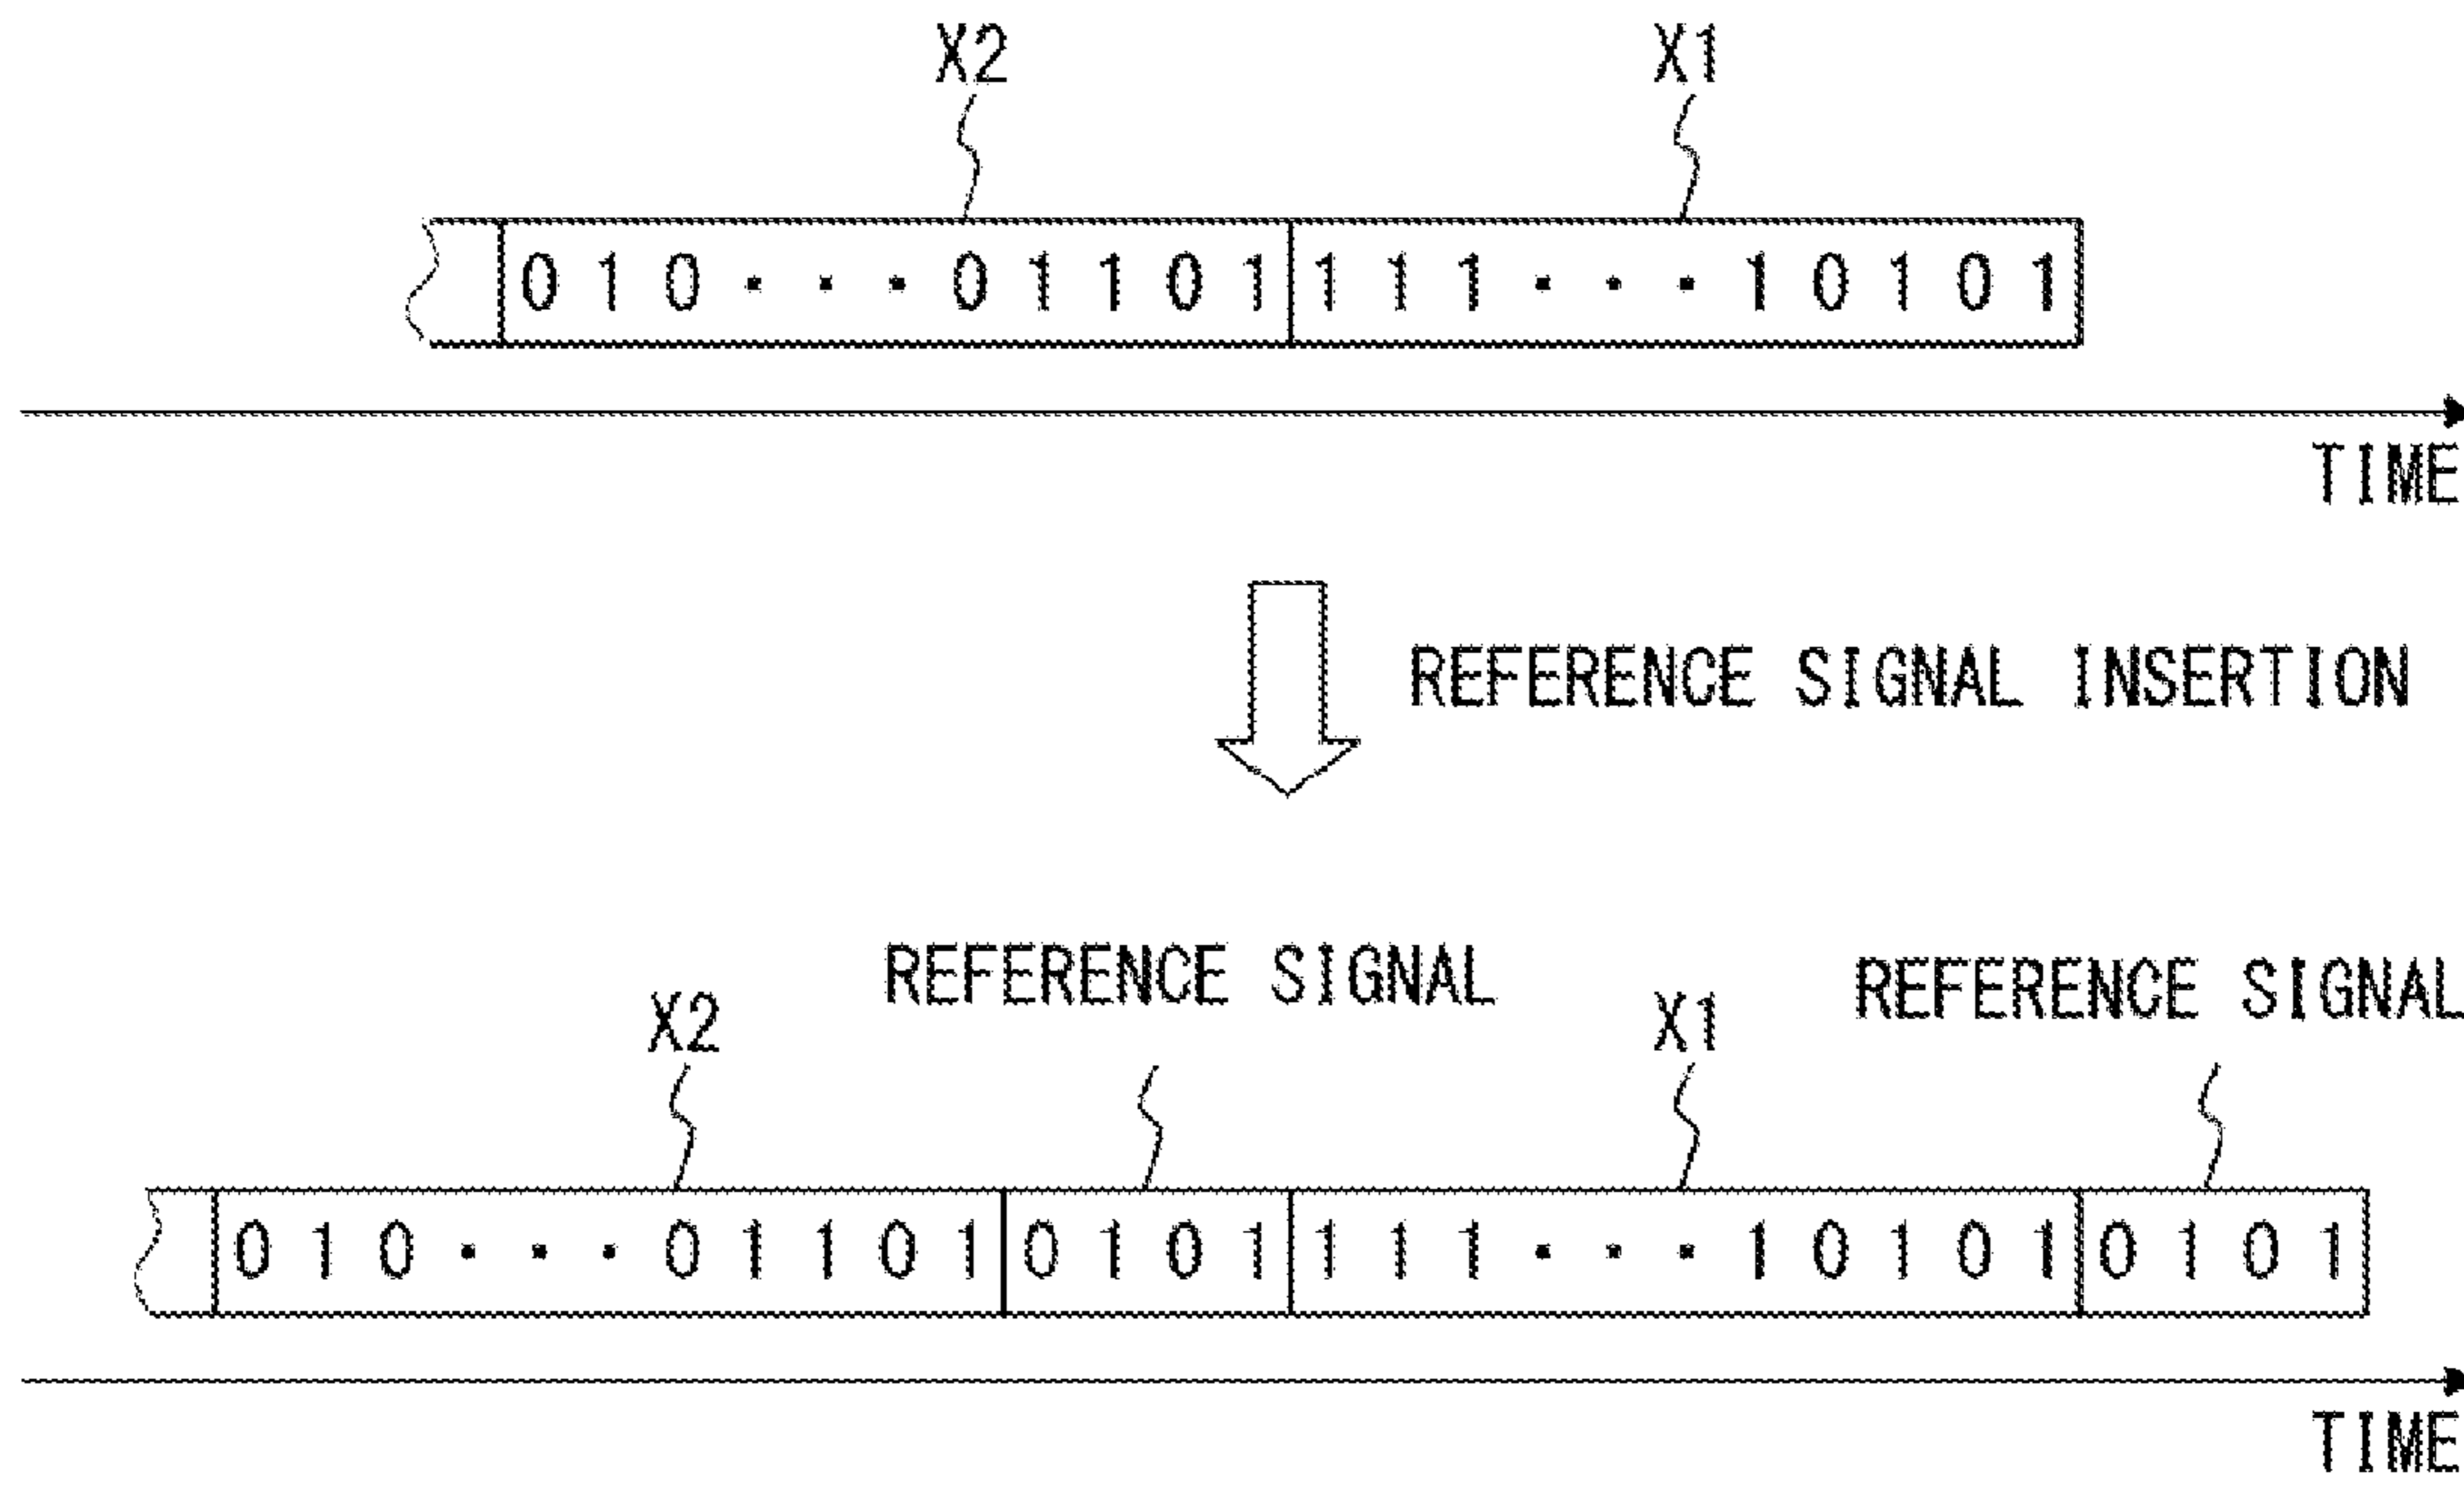 X2 X1
0 1 0 · · · 0 1 1 0 1 1 1 1 · · · 1 0 1 0 1
TIME
REFERENCE SIGNAL INSERTION
REFERENCE SIGNAL REFERENCE SIGNAL
X2 X1
0 1 0 · · · 0 1 1 0 1 0 1 0 1 1 1 1 · · · 1 0 1 0 1 0 1 0 1
TIME